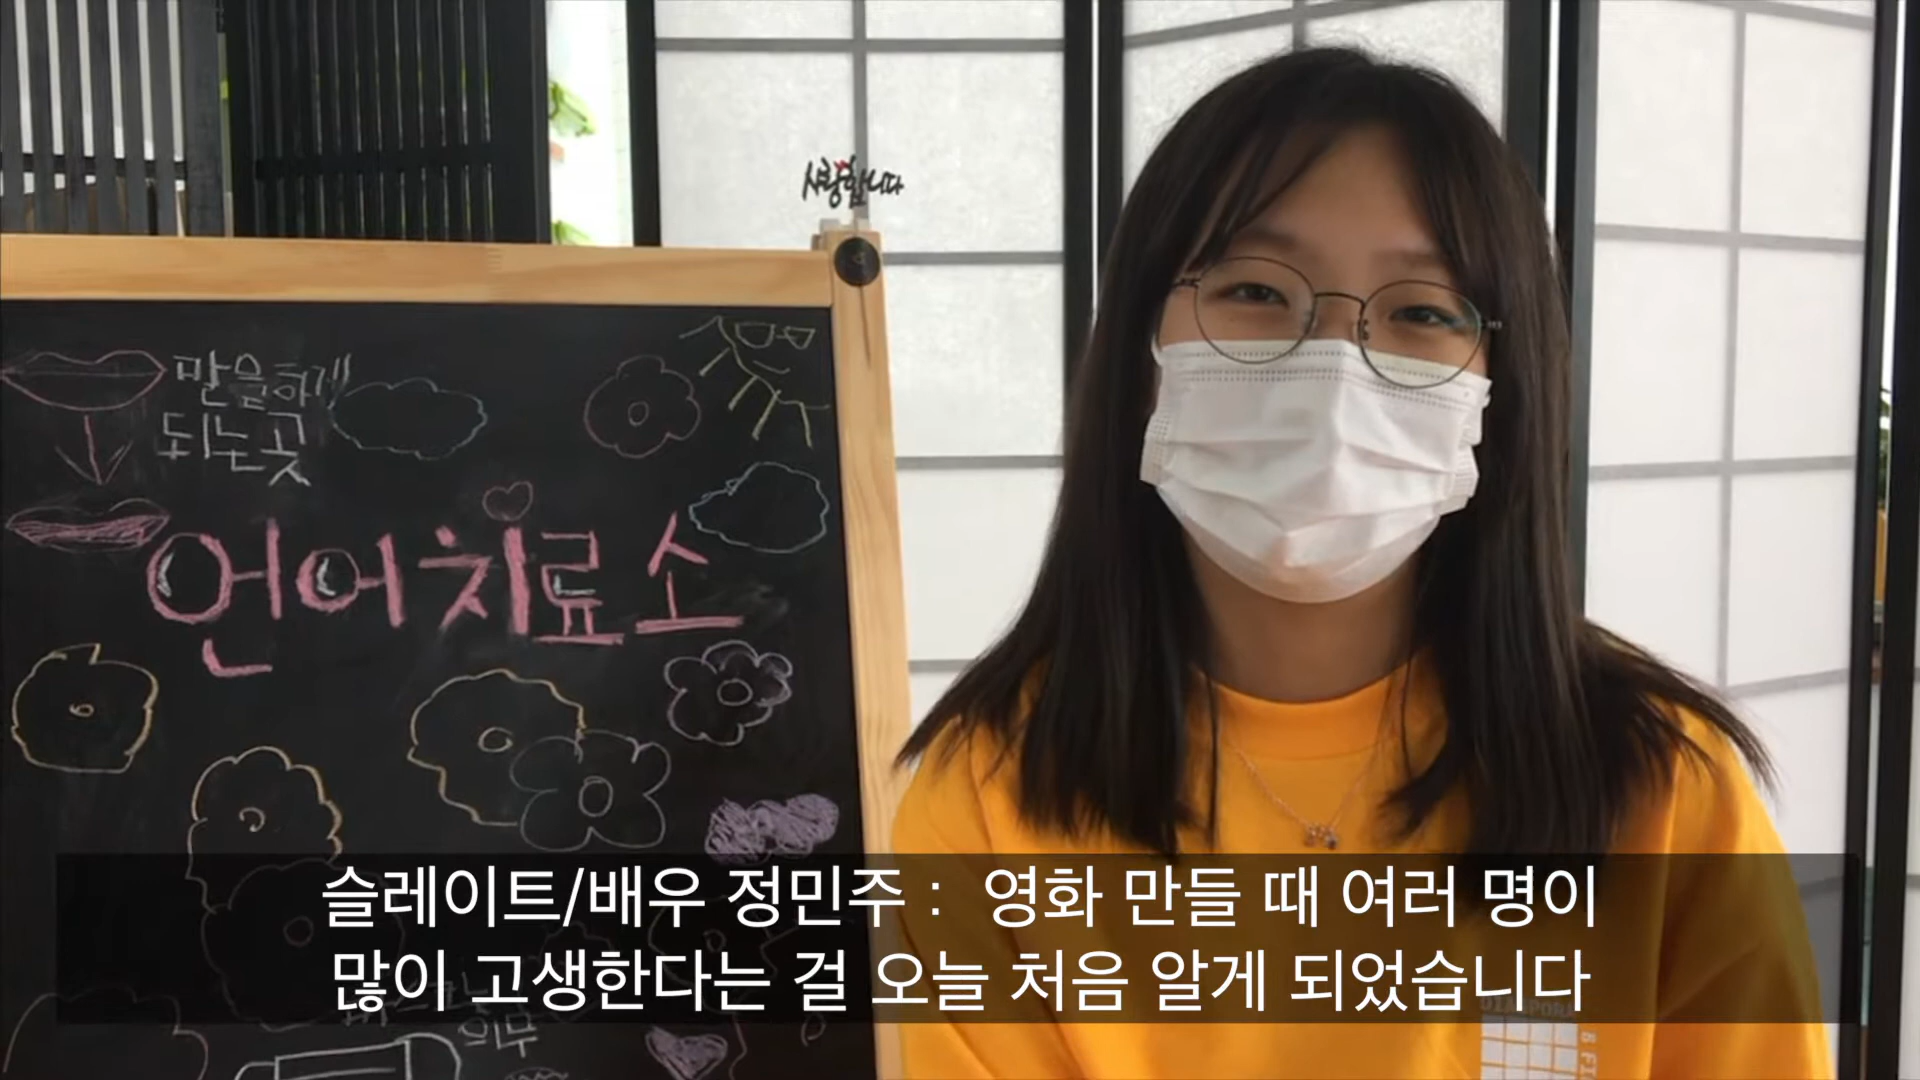 사랑합니다
말을하게
되는곳
언어치료소
슬레이트/배우 정민주 : 영화 만들 때 여러 명이
많이 고생한다는 걸 오늘 처음 알게 되었습니다
의무